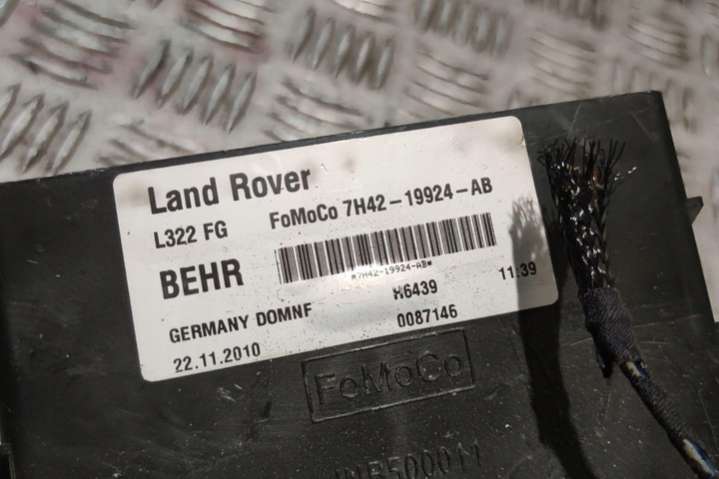 Land Rover
L322 FG FoMoCo 7H42-19924-AB
BEHR
*7H42-19924-AB*
GERMANY DOMNF H6439 11:39
22.11.2010 0087146
FoMoCo